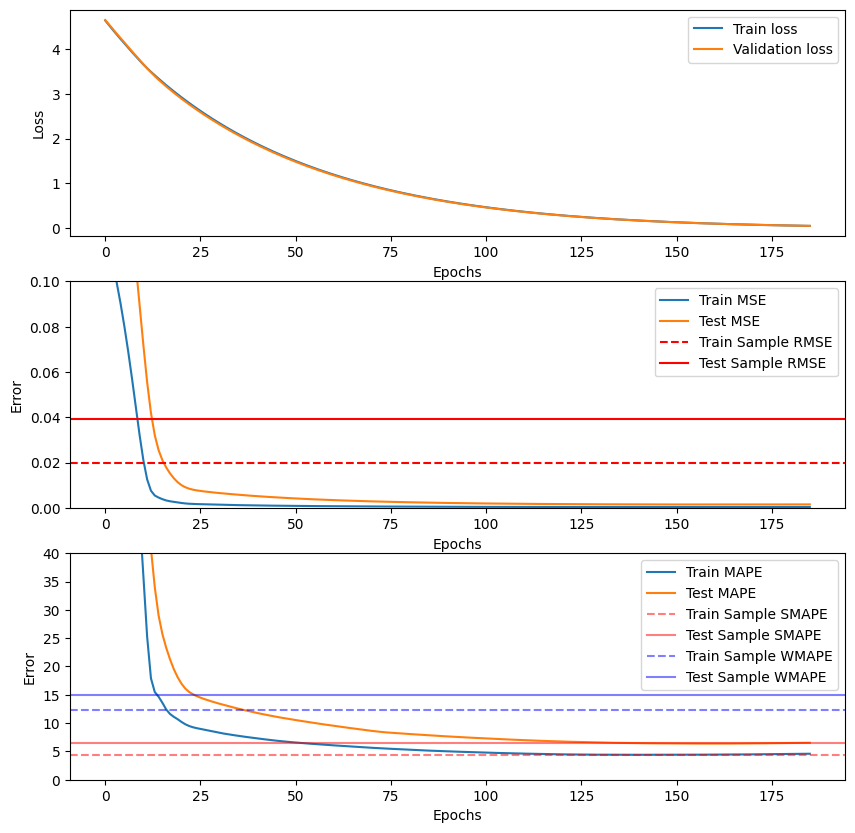 Train loss
Validation loss
4
3
2
1
0
Loss
0 25 50 75 100 125 150 175
Epochs
Train MSE
Test MSE
Train Sample RMSE
Test Sample RMSE
0.10
0.08
0.06
0.04
0.02
0.00
Error
0 25 50 75 100 125 150 175
Epochs
Train MAPE
Test MAPE
Train Sample SMAPE
Test Sample SMAPE
Train Sample WMAPE
Test Sample WMAPE
40
35
30
25
20
15
10
5
0
Error
0 25 50 75 100 125 150 175
Epochs